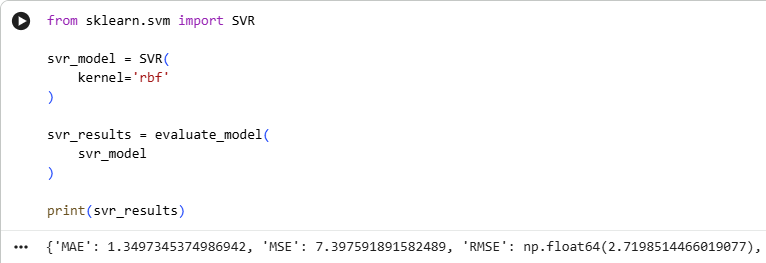 from sklearn.svm import SVR
svr_model = SVR(
    kernel='rbf'
)
svr_results = evaluate_model(
    svr_model
)
print(svr_results)
{'MAE': 1.3497345374986942, 'MSE': 7.397591891582489, 'RMSE': np.float64(2.7198514466019077),